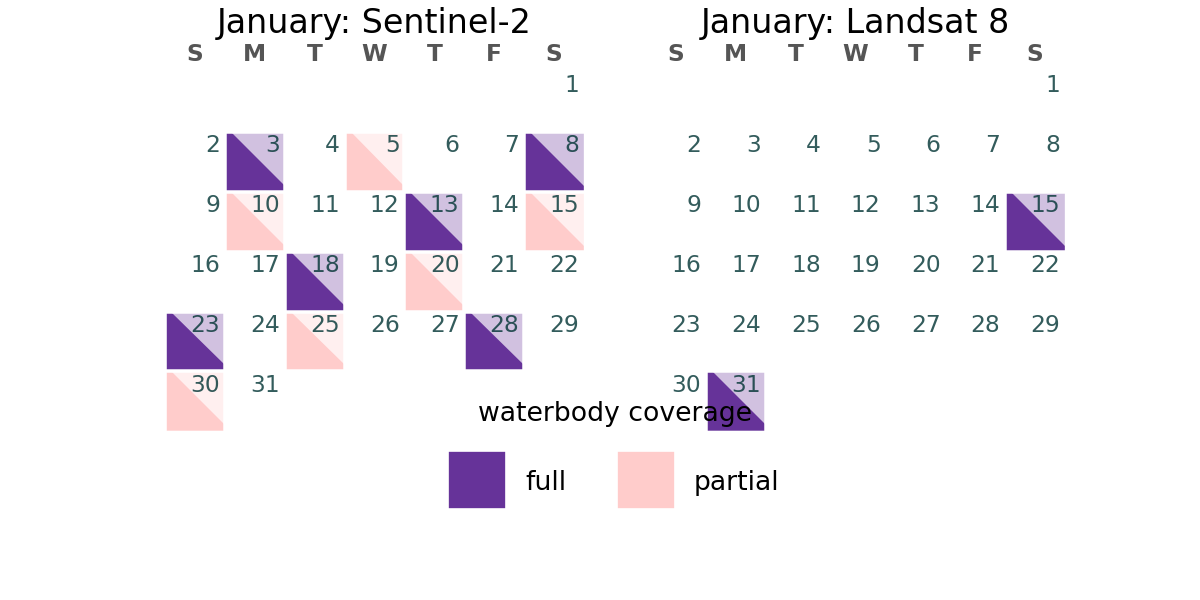 January: Sentinel-2
S M T W T F S
1
2 3 4 5 6 7 8
9 10 11 12 13 14 15
16 17 18 19 20 21 22
23 24 25 26 27 28 29
30 31
January: Landsat 8
S M T W T F S
1
2 3 4 5 6 7 8
9 10 11 12 13 14 15
16 17 18 19 20 21 22
23 24 25 26 27 28 29
30 31
waterbody coverage
full partial